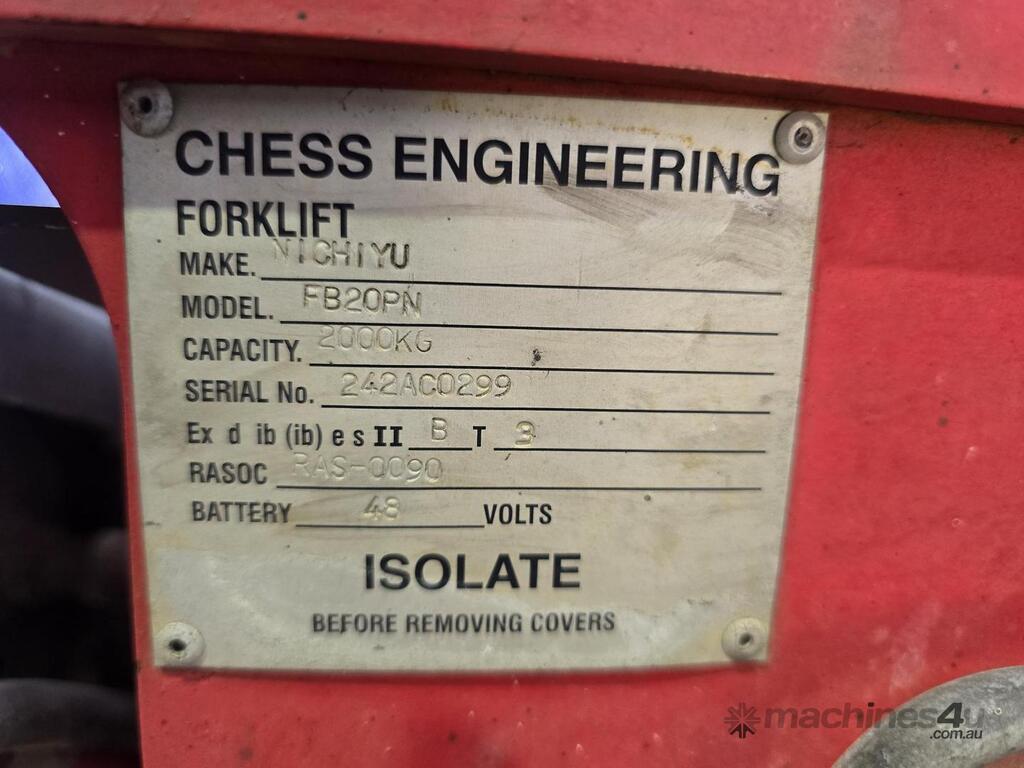 CHESS ENGINEERING
FORKLIFT
MAKE. NICHIYU
MODEL. FB20PN
CAPACITY. 2000KG
SERIAL No. 242AC0299
Ex d ib (ib) e s II B T 3
RASOC RAS-0090
BATTERY 48 VOLTS
ISOLATE
BEFORE REMOVING COVERS
machines4u
.com.au